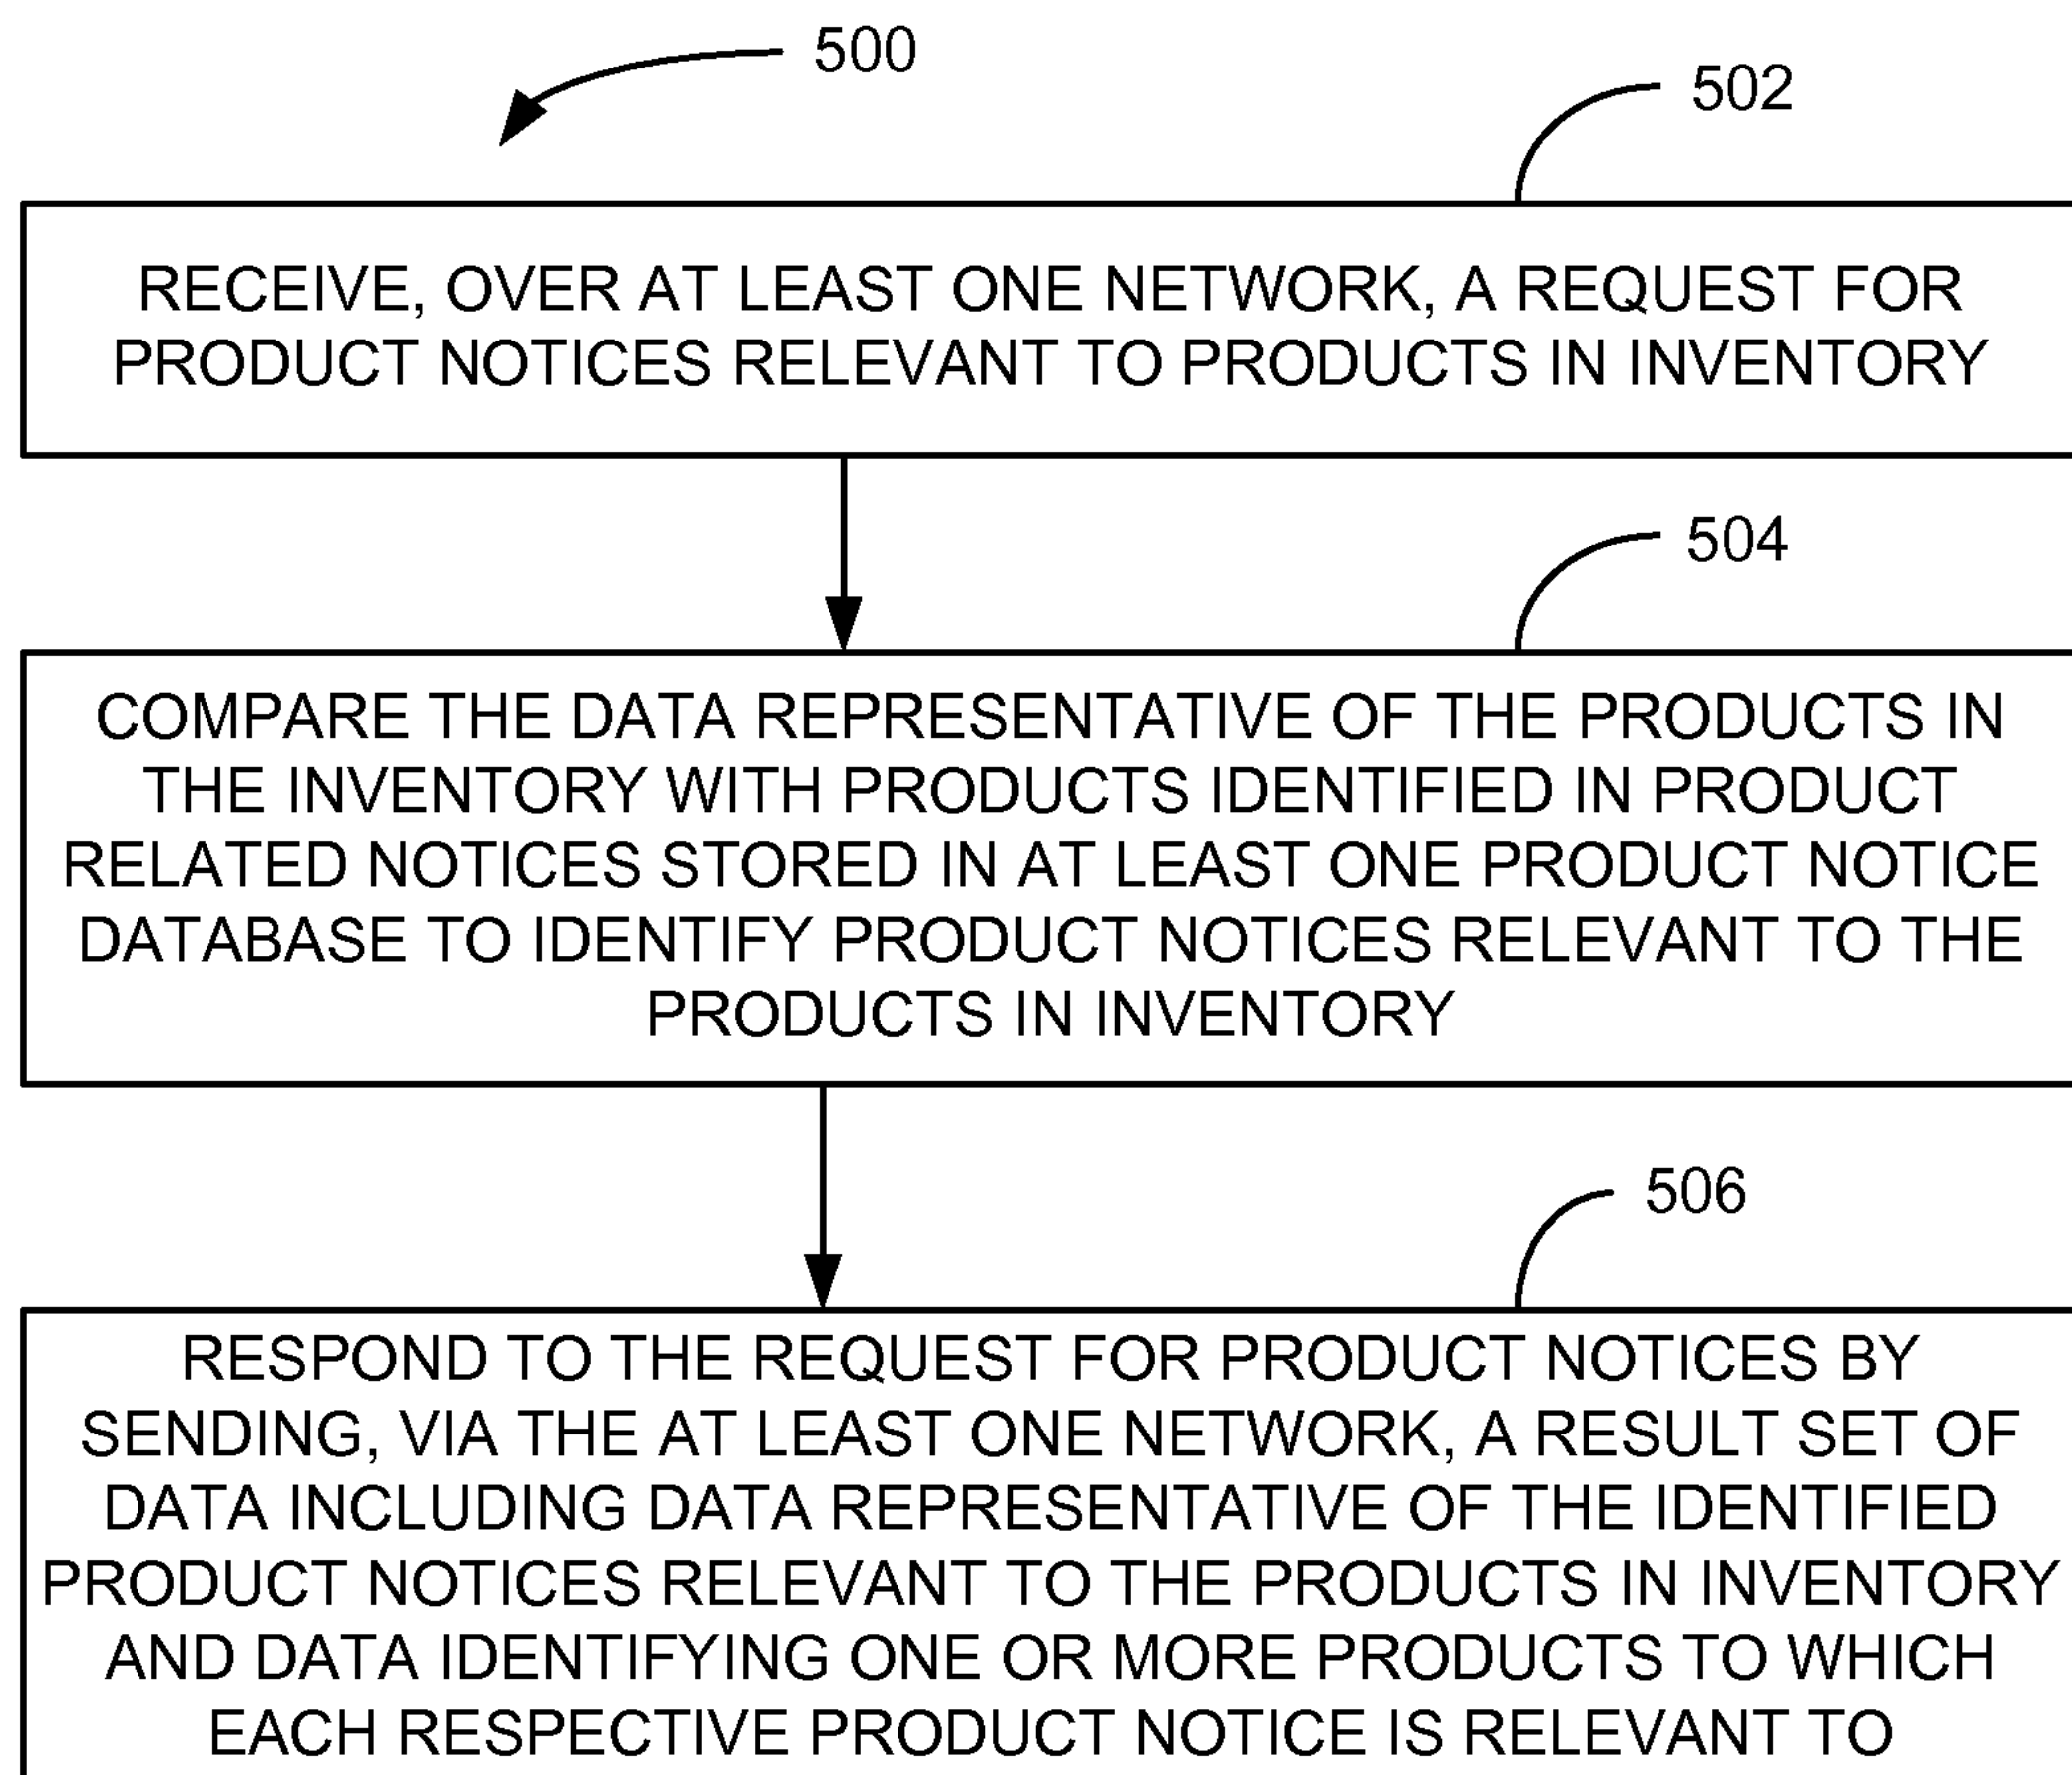 500
502
RECEIVE, OVER AT LEAST ONE NETWORK, A REQUEST FOR
PRODUCT NOTICES RELEVANT TO PRODUCTS IN INVENTORY
504
COMPARE THE DATA REPRESENTATIVE OF THE PRODUCTS IN
THE INVENTORY WITH PRODUCTS IDENTIFIED IN PRODUCT
RELATED NOTICES STORED IN AT LEAST ONE PRODUCT NOTICE
DATABASE TO IDENTIFY PRODUCT NOTICES RELEVANT TO THE
PRODUCTS IN INVENTORY
506
RESPOND TO THE REQUEST FOR PRODUCT NOTICES BY
SENDING, VIA THE AT LEAST ONE NETWORK, A RESULT SET OF
DATA INCLUDING DATA REPRESENTATIVE OF THE IDENTIFIED
PRODUCT NOTICES RELEVANT TO THE PRODUCTS IN INVENTORY
AND DATA IDENTIFYING ONE OR MORE PRODUCTS TO WHICH
EACH RESPECTIVE PRODUCT NOTICE IS RELEVANT TO